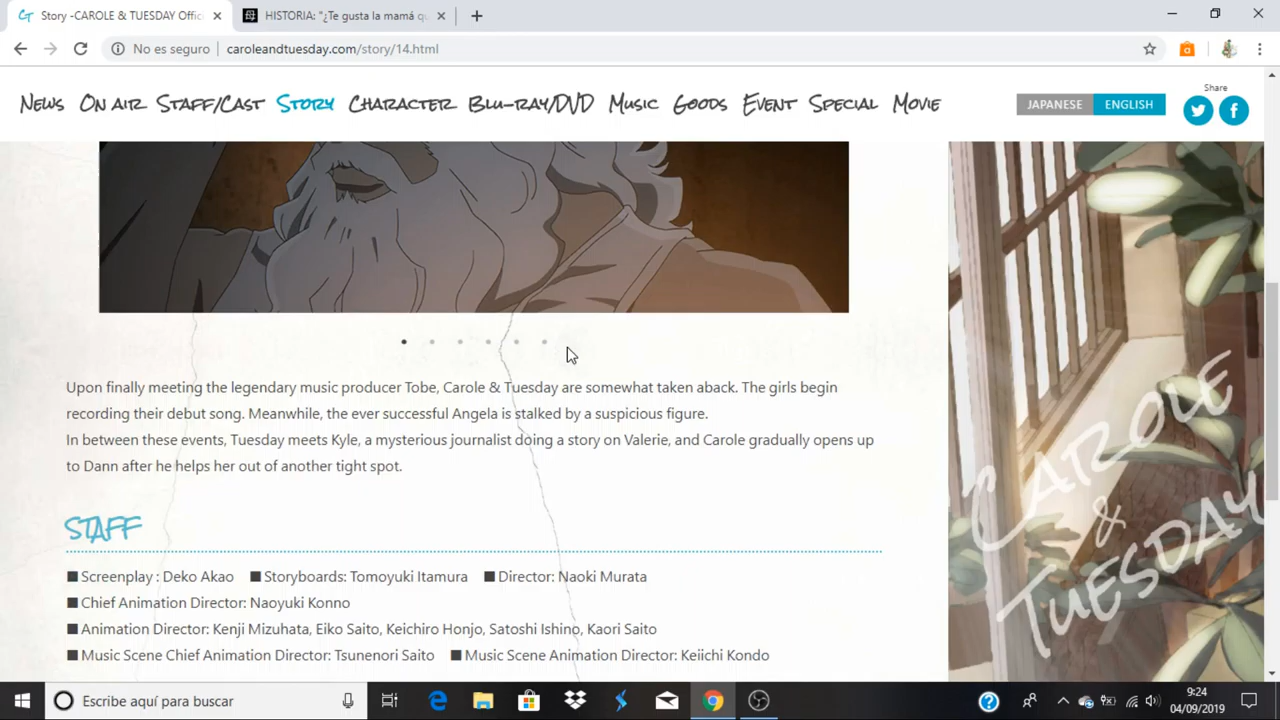 Story -CAROLE & TUESDAY Offic
HISTORIA: "¿Te gusta la mamá qu
No es seguro
caroleandtuesday.com/story/14.html
News On air Staff/Cast Story Character Blu-ray/DVD Music Goods Event Special Movie
JAPANESE ENGLISH
Share
Upon finally meeting the legendary music producer Tobe, Carole & Tuesday are somewhat taken aback. The girls begin
recording their debut song. Meanwhile, the ever successful Angela is stalked by a suspicious figure.
In between these events, Tuesday meets Kyle, a mysterious journalist doing a story on Valerie, and Carole gradually opens up
to Dann after he helps her out of another tight spot.
STAFF
■Screenplay : Deko Akao ■Storyboards: Tomoyuki Itamura ■Director: Naoki Murata
■Chief Animation Director: Naoyuki Konno
■Animation Director: Kenji Mizuhata, Eiko Saito, Keichiro Honjo, Satoshi Ishino, Kaori Saito
■Music Scene Chief Animation Director: Tsunenori Saito ■Music Scene Animation Director: Keiichi Kondo
CAROLE
&
TUESDAY
Escribe aquí para buscar
9:24
04/09/2019